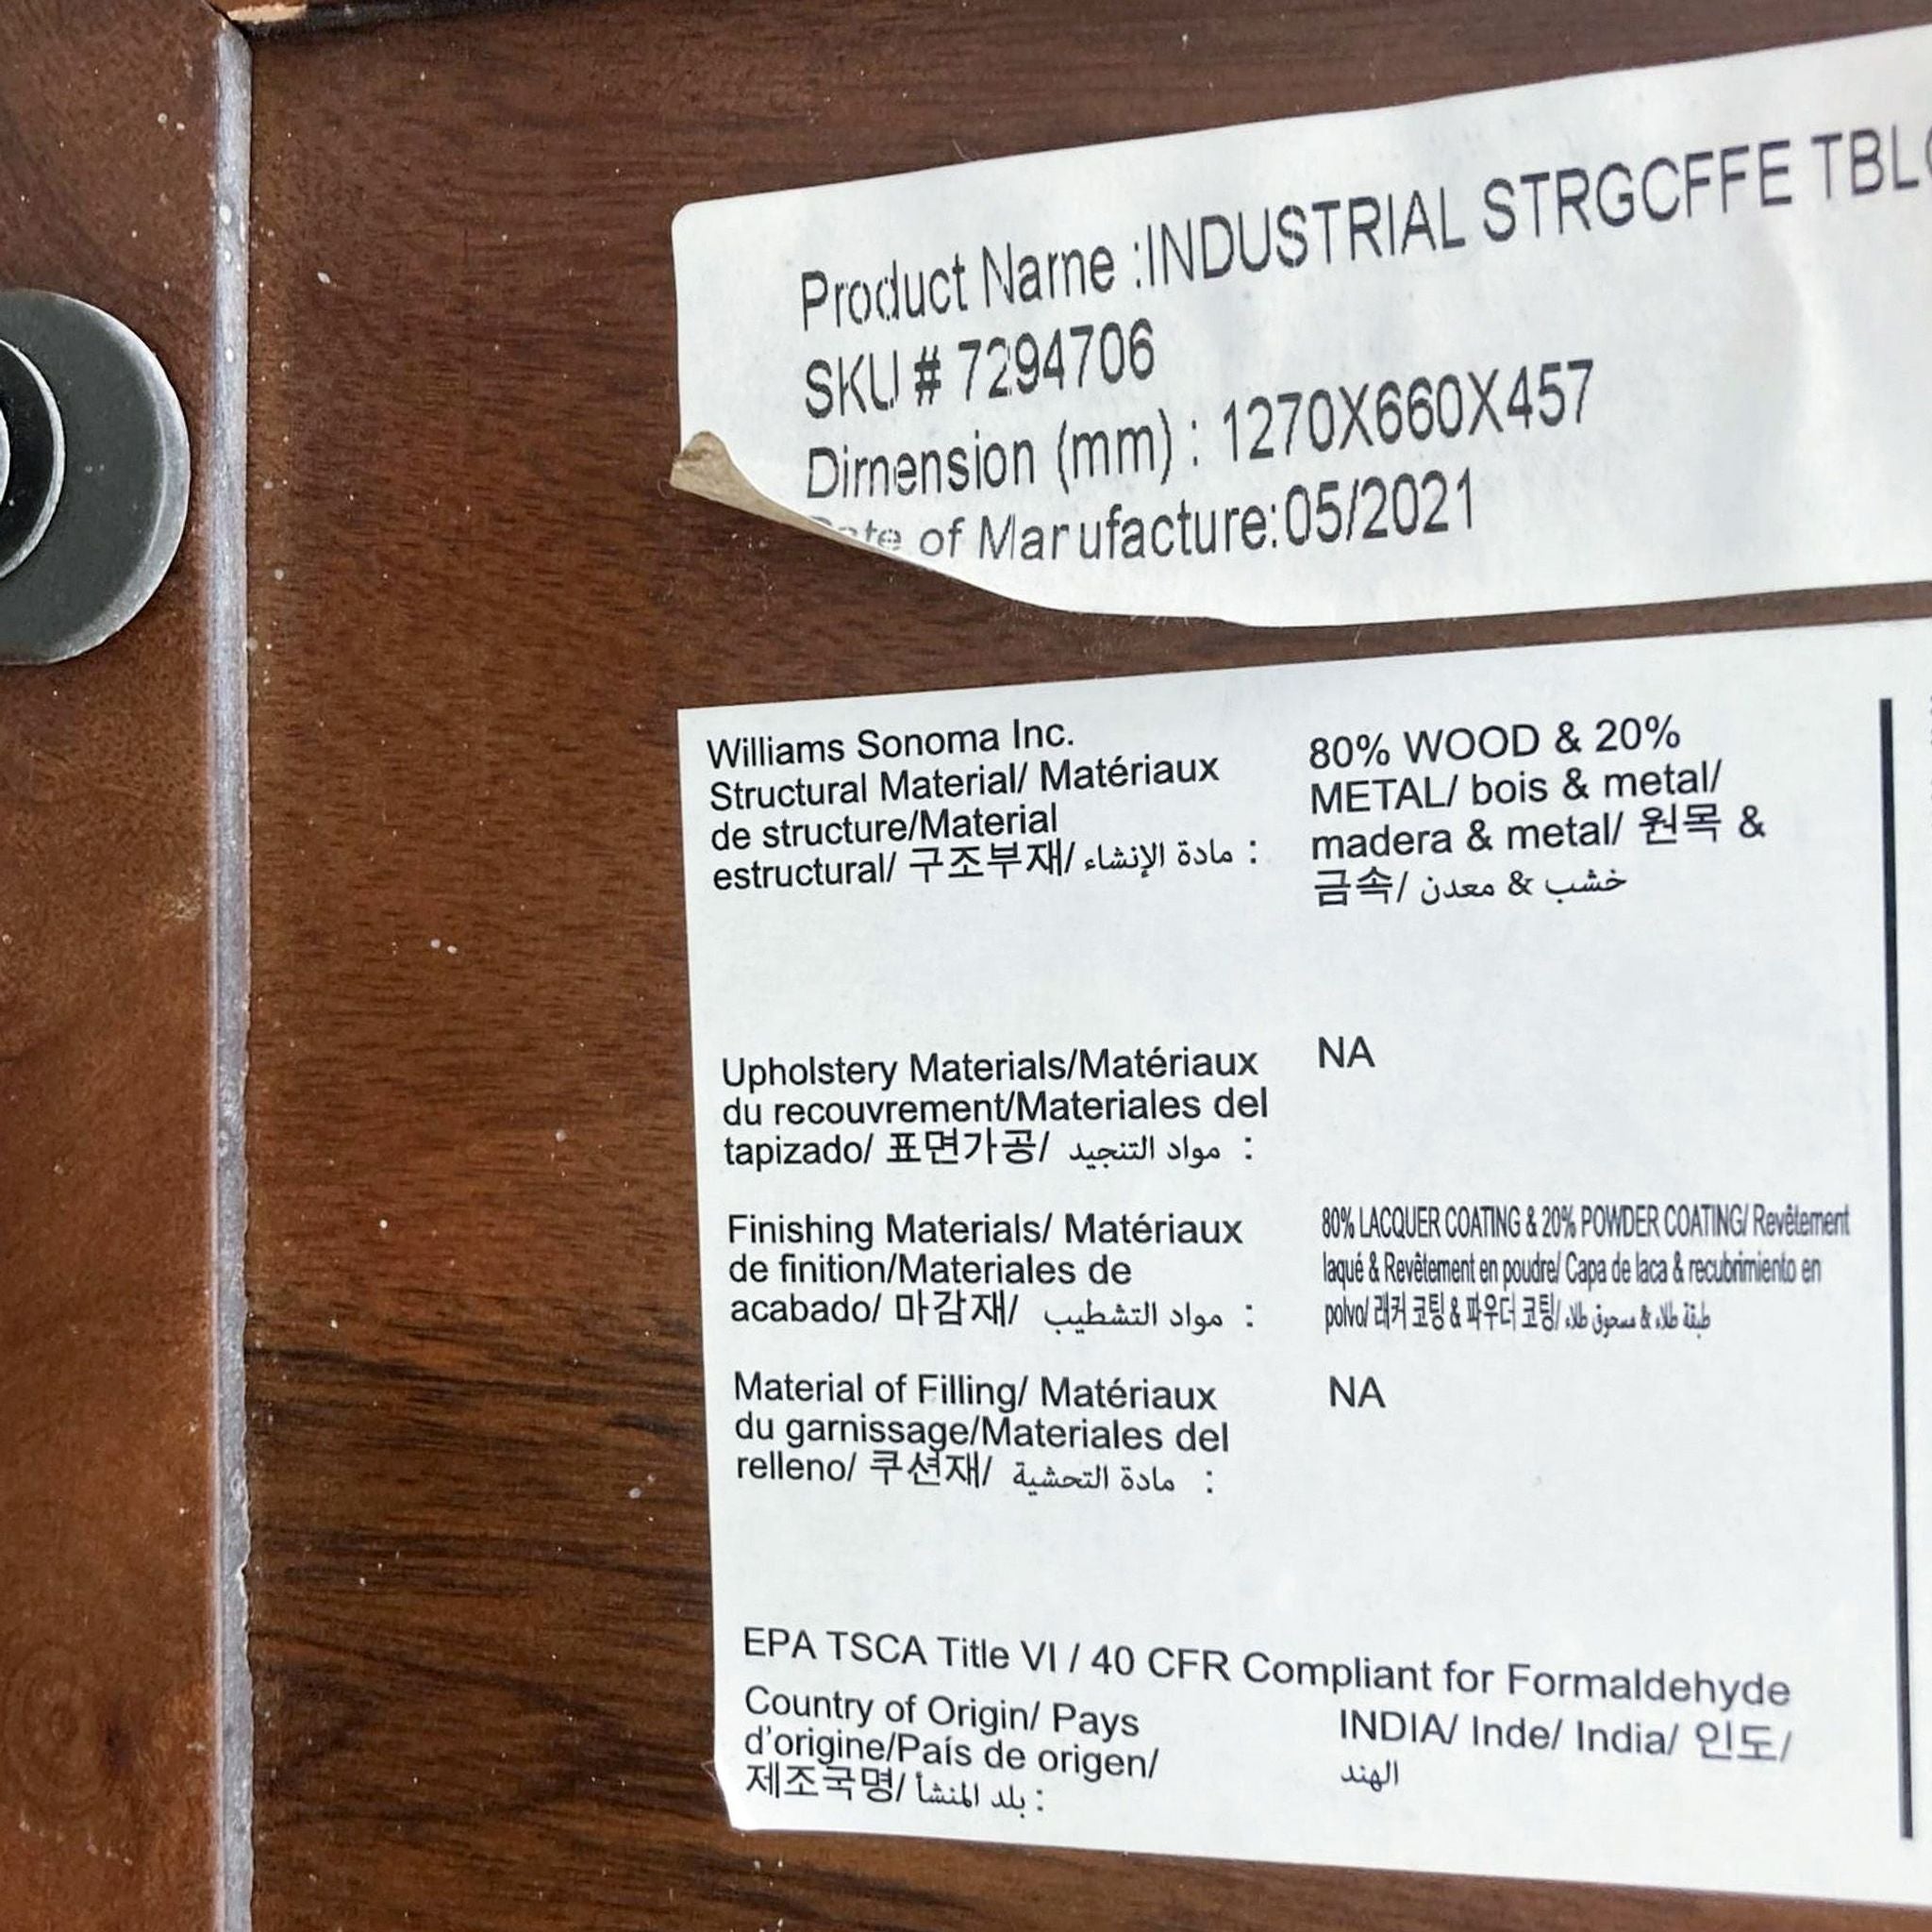 Product Name :INDUSTRIAL STRGCFFE TBL
SKU # 7294706
Dimension (mm) : 1270X660X457
Date of Manufacture:05/2021
Williams Sonoma Inc.
Structural Material/ Matériaux
de structure/Material
estructural/ 구조부재/ مادة الإنشاء :
80% WOOD & 20%
METAL/ bois & metal/
madera & metal/ 원목 &
금속/ خشب & معدن
Upholstery Materials/Matériaux
du recouvrement/Materiales del
tapizado/ 표면가공/ مواد التنجيد :
NA
Finishing Materials/ Matériaux
de finition/Materiales de
acabado/ 마감재/ مواد التشطيب :
80% LACQUER COATING & 20% POWDER COATING/ Revêtement
laqué & Revêtement en poudre/ Capa de laca & recubrimiento en
polvo/ 래커 코팅 & 파우더 코팅/ طبقة طلاء & مسحوق طلاء
Material of Filling/ Matériaux
du garnissage/Materiales del
relleno/ 쿠션재/ مادة التحشية :
NA
EPA TSCA Title VI / 40 CFR Compliant for Formaldehyde
Country of Origin/ Pays
d'origine/País de origen/
제조국명/ بلد المنشأ :
INDIA/ Inde/ India/ 인도/
الهند